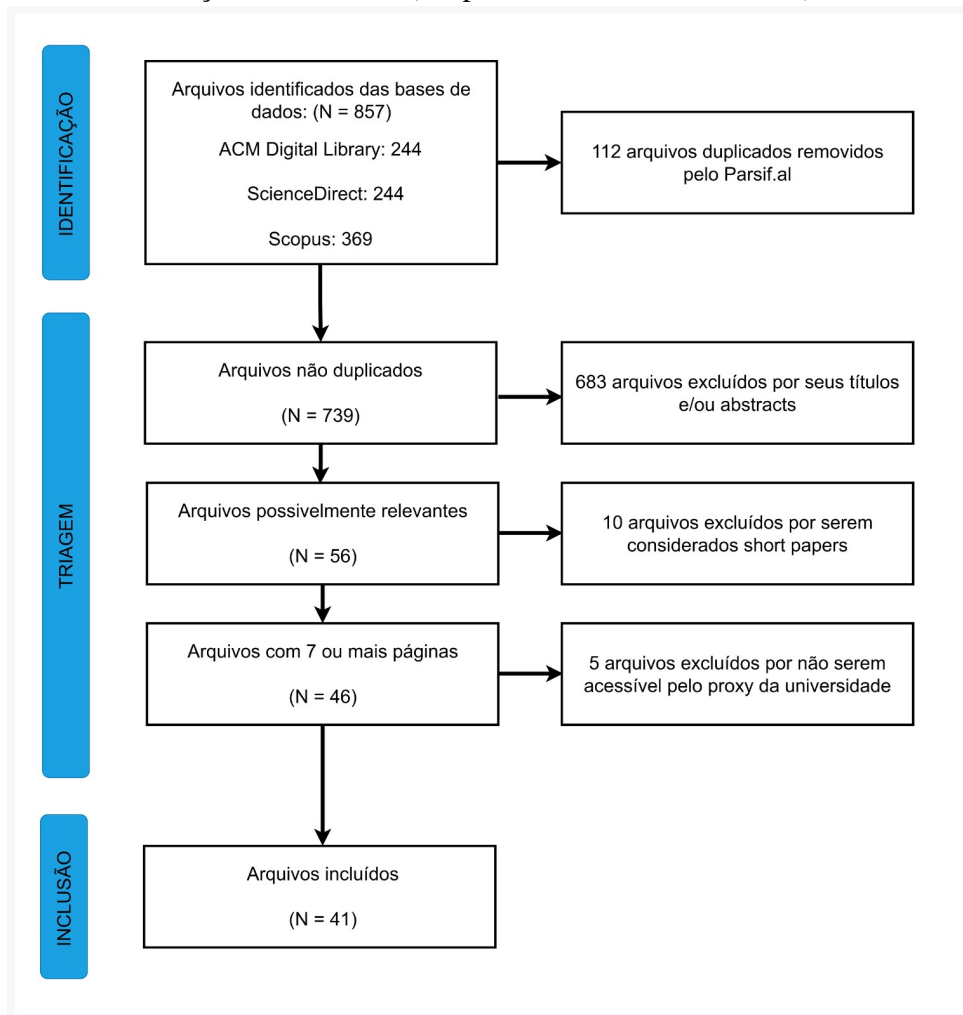 IDENTIFICAÇÃO
Arquivos identificados das bases de
dados: (N = 857)
ACM Digital Library: 244
ScienceDirect: 244
Scopus: 369
112 arquivos duplicados removidos
pelo Parsif.al
TRIAGEM
Arquivos não duplicados
(N = 739)
683 arquivos excluídos por seus títulos
e/ou abstracts
Arquivos possivelmente relevantes
(N = 56)
10 arquivos excluídos por serem
considerados short papers
Arquivos com 7 ou mais páginas
(N = 46)
5 arquivos excluídos por não serem
acessível pelo proxy da universidade
INCLUSÃO
Arquivos incluídos
(N = 41)